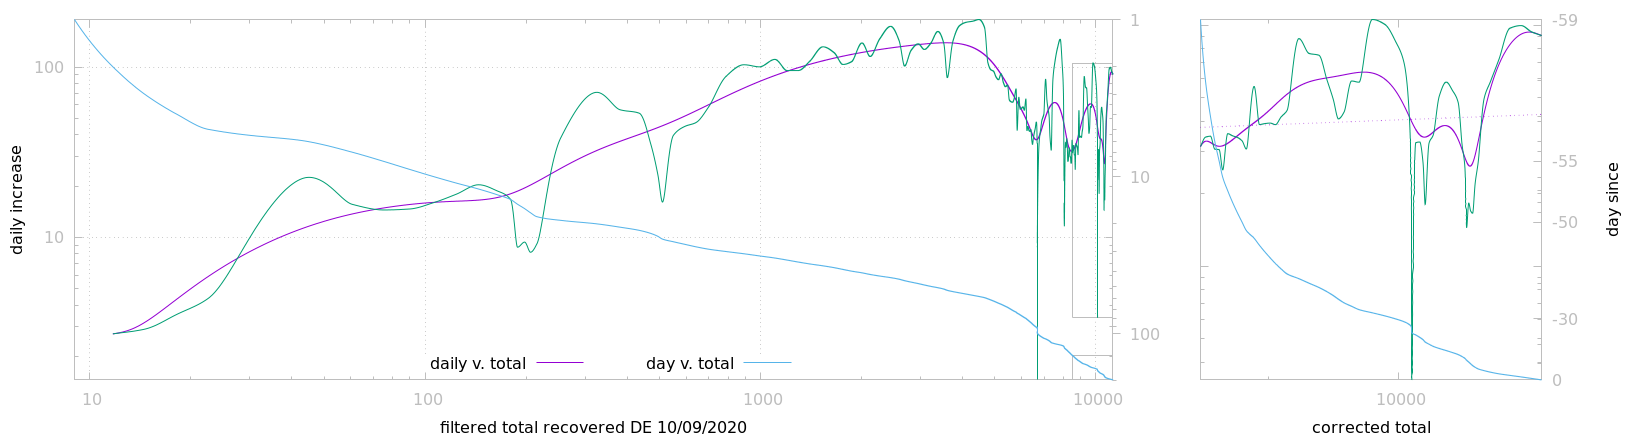 daily increase
100
10
1
10
100
daily v. total
day v. total
10
100
1000
10000
filtered total recovered DE 10/09/2020
-59
-55
-50
-30
0
day since
10000
corrected total